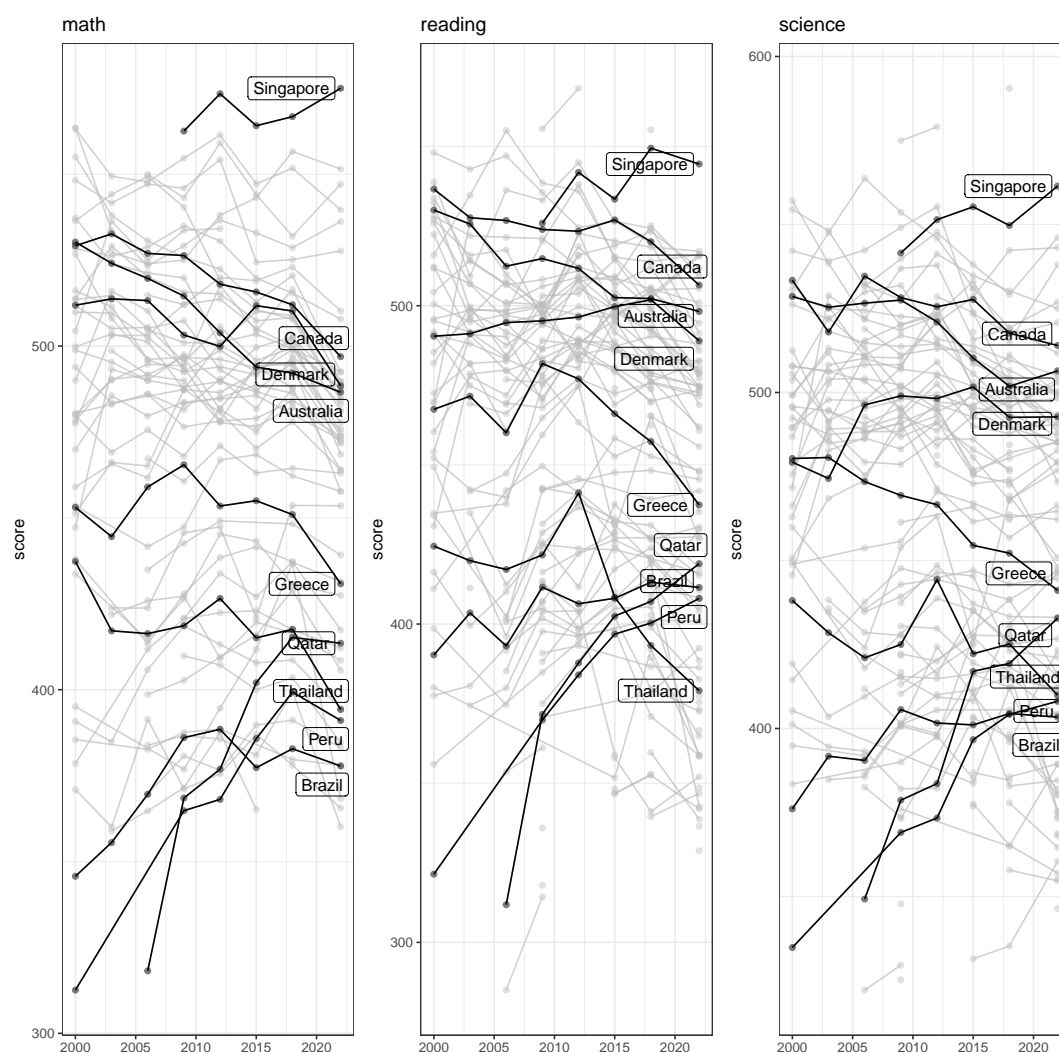 math
score
500
400
300
2000 2005 2010 2015 2020
Singapore
Canada
Denmark
Australia
Greece
Qatar
Thailand
Peru
Brazil
reading
score
500
400
300
2000 2005 2010 2015 2020
Singapore
Canada
Australia
Denmark
Greece
Qatar
Brazil
Peru
Thailand
science
score
600
500
400
2000 2005 2010 2015 2020
Singapore
Canada
Australia
Denmark
Greece
Qatar
Thailand
Peru
Brazil